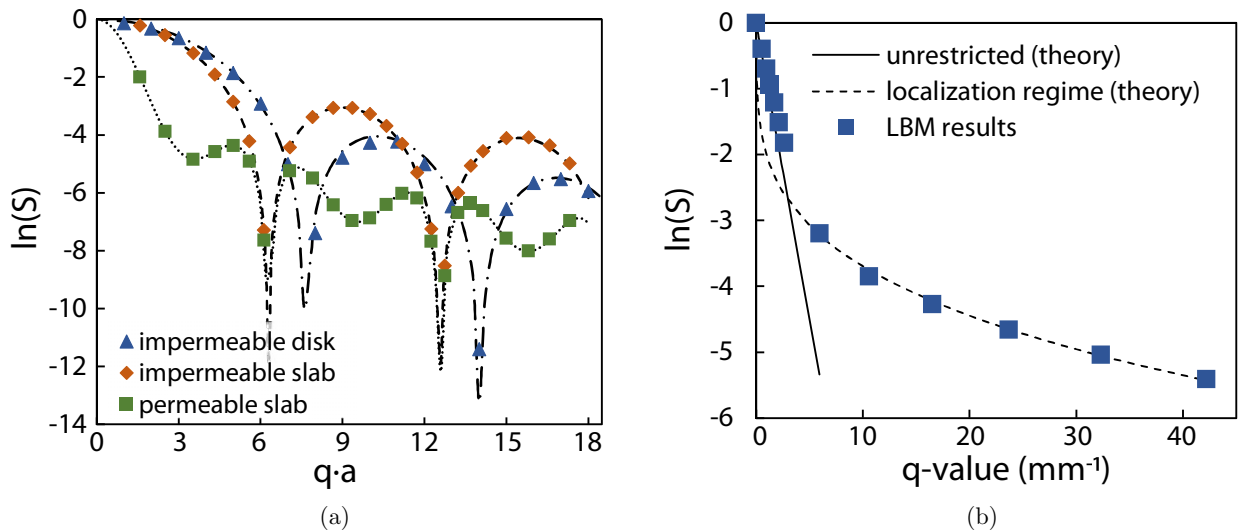 0
-2
-4
-6
-8
-10
-12
-14
ln(S)
impermeable disk
impermeable slab
permeable slab
0 3 6 9 12 15 18
q·a
(a)
0
-1
-2
-3
-4
-5
-6
ln(S)
unrestricted (theory)
localization regime (theory)
LBM results
0 10 20 30 40
q-value (mm⁻¹)
(b)